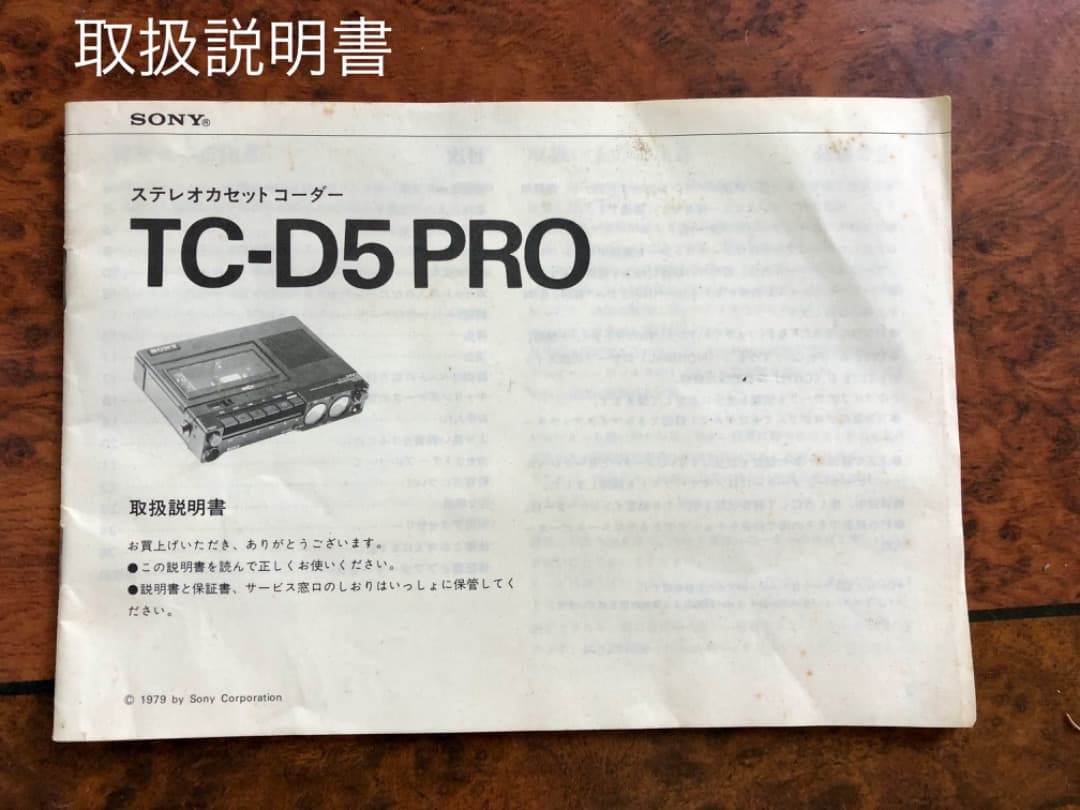 取扱説明書
SONY®
ステレオカセットコーダー
TC-D5 PRO
SONY
取扱説明書
お買上げいただき、ありがとうございます。
●この説明書を読んで正しくお使いください。
●説明書と保証書、サービス窓口のしおりはいっしょに保管してく
ださい。
© 1979 by Sony Corporation